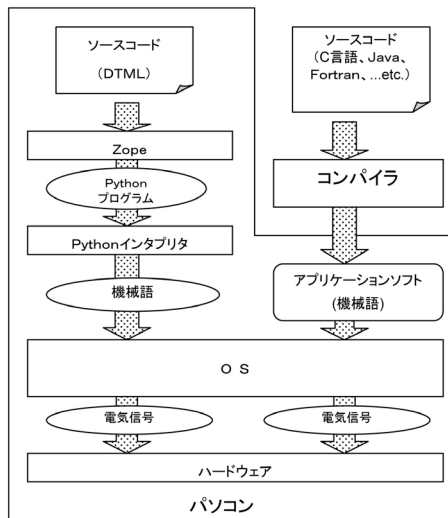 ソースコード
(DTML)
Zope
Python
プログラム
Pythonインタプリタ
機械語
ソースコード
(C言語、Java、
Fortran、...etc.)
コンパイラ
アプリケーションソフト
(機械語)
ＯＳ
電気信号
電気信号
ハードウェア
パソコン